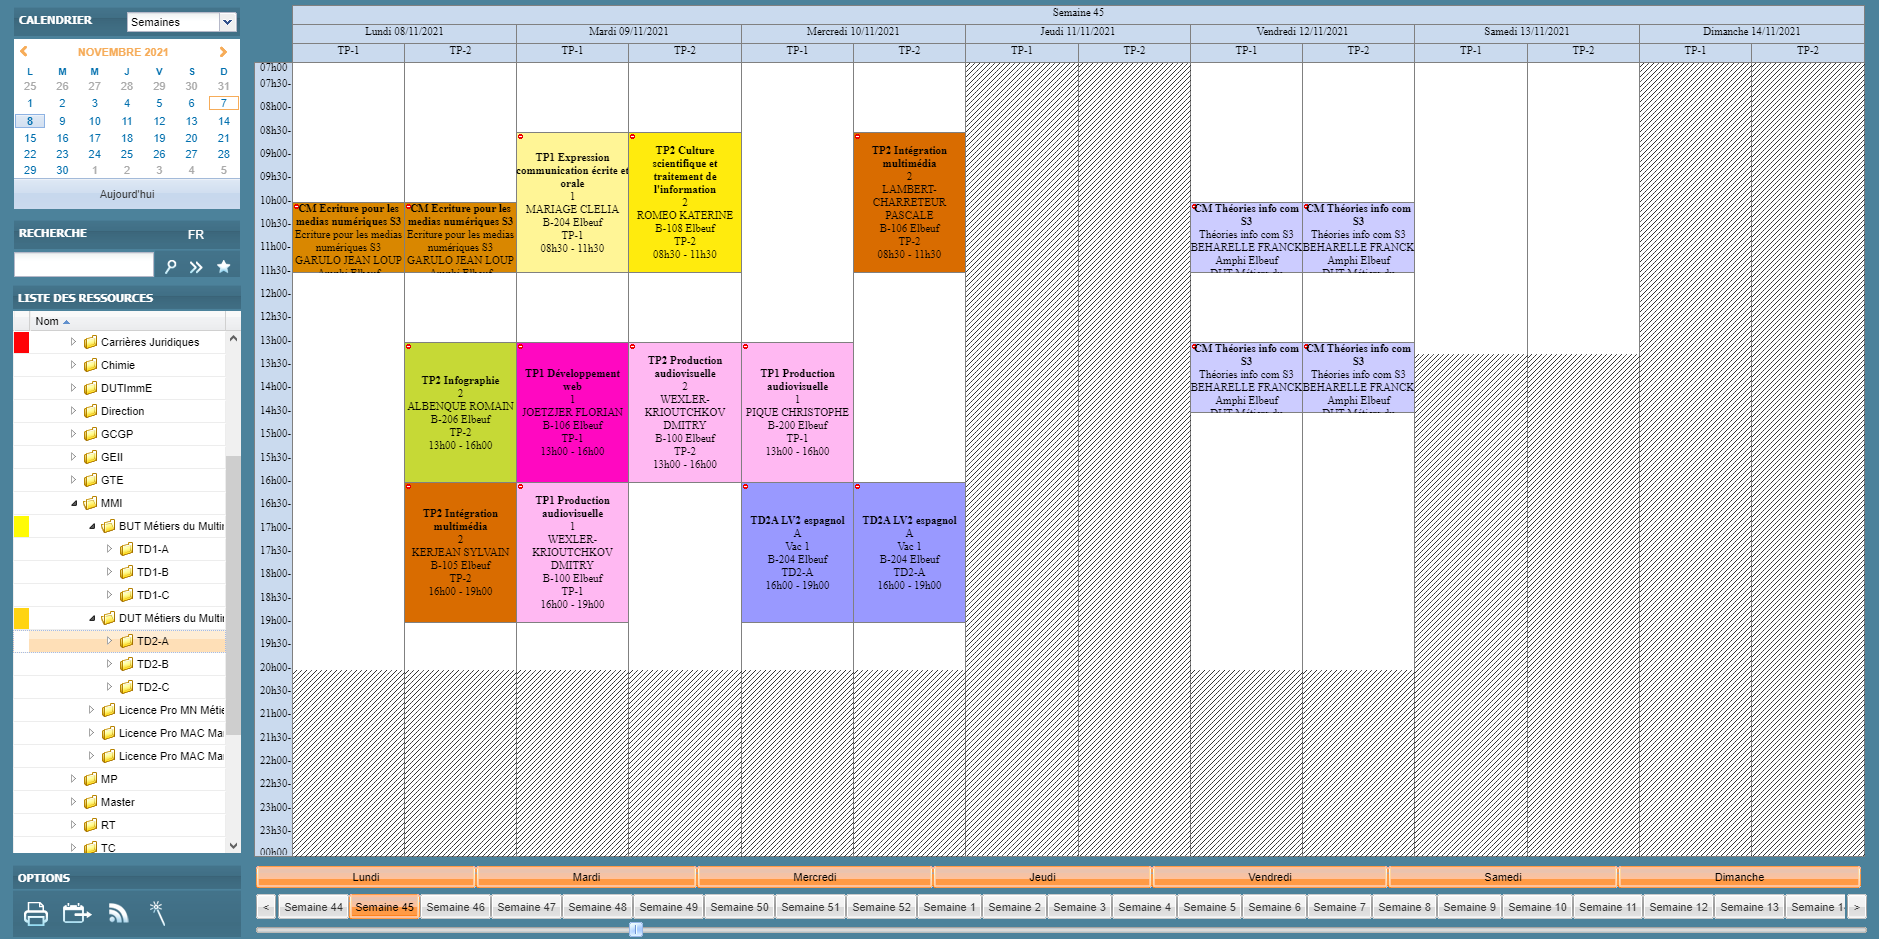 CALENDRIER
Semaines
NOVEMBRE 2021
L M M J V S D
25 26 27 28 29 30 31
1 2 3 4 5 6 7
8 9 10 11 12 13 14
15 16 17 18 19 20 21
22 23 24 25 26 27 28
29 30 1 2 3 4 5
Aujourd'hui
RECHERCHE FR
LISTE DES RESSOURCES
Nom
Carrières Juridiques
Chimie
DUTImmE
Direction
GCGP
GEII
GTE
MMI
BUT Métiers du Multin
TD1-A
TD1-B
TD1-C
DUT Métiers du Multin
TD2-A
TD2-B
TD2-C
Licence Pro MN Métie
Licence Pro MAC Ma
Licence Pro MAC Ma
MP
Master
RT
TC
OPTIONS
Semaine 45
Lundi 08/11/2021 Mardi 09/11/2021 Mercredi 10/11/2021 Jeudi 11/11/2021 Vendredi 12/11/2021 Samedi 13/11/2021 Dimanche 14/11/2021
TP-1 TP-2 TP-1 TP-2 TP-1 TP-2 TP-1 TP-2 TP-1 TP-2 TP-1 TP-2 TP-1 TP-2
07h00
07h30-
08h00-
08h30-
09h00-
09h30-
10h00-
10h30-
11h00-
11h30-
12h00-
12h30-
13h00-
13h30-
14h00-
14h30-
15h00-
15h30-
16h00-
16h30-
17h00-
17h30-
18h00-
18h30-
19h00-
19h30-
20h00-
20h30-
21h00-
21h30-
22h00-
22h30-
23h00-
23h30-
00h00
CM Ecriture pour les
medias numériques S3
Ecriture pour les medias
numériques S3
GARULO JEAN LOUP
Amphi Elbeuf
CM Ecriture pour les
medias numériques S3
Ecriture pour les medias
numériques S3
GARULO JEAN LOUP
Amphi Elbeuf
TP2 Infographie
2
ALBENQUE ROMAIN
B-206 Elbeuf
TP-2
13h00 - 16h00
TP2 Intégration
multimédia
2
KERJEAN SYLVAIN
B-105 Elbeuf
TP-2
16h00 - 19h00
TP1 Expression
communication écrite et
orale
1
MARIAGE CLELIA
B-204 Elbeuf
TP-1
08h30 - 11h30
TP1 Développement
web
1
JOETZJER FLORIAN
B-106 Elbeuf
TP-1
13h00 - 16h00
TP1 Production
audiovisuelle
1
WEXLER-
KRIOUTCHKOV
DMITRY
B-100 Elbeuf
TP-1
16h00 - 19h00
TP2 Culture
scientifique et
traitement de
l'information
2
ROMEO KATERINE
B-108 Elbeuf
TP-2
08h30 - 11h30
TP2 Production
audiovisuelle
2
WEXLER-
KRIOUTCHKOV
DMITRY
B-100 Elbeuf
TP-2
13h00 - 16h00
TP1 Production
audiovisuelle
1
PIQUE CHRISTOPHE
B-200 Elbeuf
TP-1
13h00 - 16h00
TD2A LV2 espagnol
A
Vac 1
B-204 Elbeuf
TD2-A
16h00 - 19h00
TP2 Intégration
multimédia
2
LAMBERT-
CHARRETEUR
PASCALE
B-106 Elbeuf
TP-2
08h30 - 11h30
TD2A LV2 espagnol
A
Vac 1
B-204 Elbeuf
TD2-A
16h00 - 19h00
CM Théories info com
S3
Théories info com S3
BEHARELLE FRANCK
Amphi Elbeuf
DUT Métiers du
CM Théories info com
S3
Théories info com S3
BEHARELLE FRANCK
Amphi Elbeuf
DUT Métiers du
CM Théories info com
S3
Théories info com S3
BEHARELLE FRANCK
Amphi Elbeuf
DUT Métiers du
CM Théories info com
S3
Théories info com S3
BEHARELLE FRANCK
Amphi Elbeuf
DUT Métiers du
Lundi Mardi Mercredi Jeudi Vendredi Samedi Dimanche
< Semaine 44 Semaine 45 Semaine 46 Semaine 47 Semaine 48 Semaine 49 Semaine 50 Semaine 51 Semaine 52 Semaine 1 Semaine 2 Semaine 3 Semaine 4 Semaine 5 Semaine 6 Semaine 7 Semaine 8 Semaine 9 Semaine 10 Semaine 11 Semaine 12 Semaine 13 Semaine 1 >